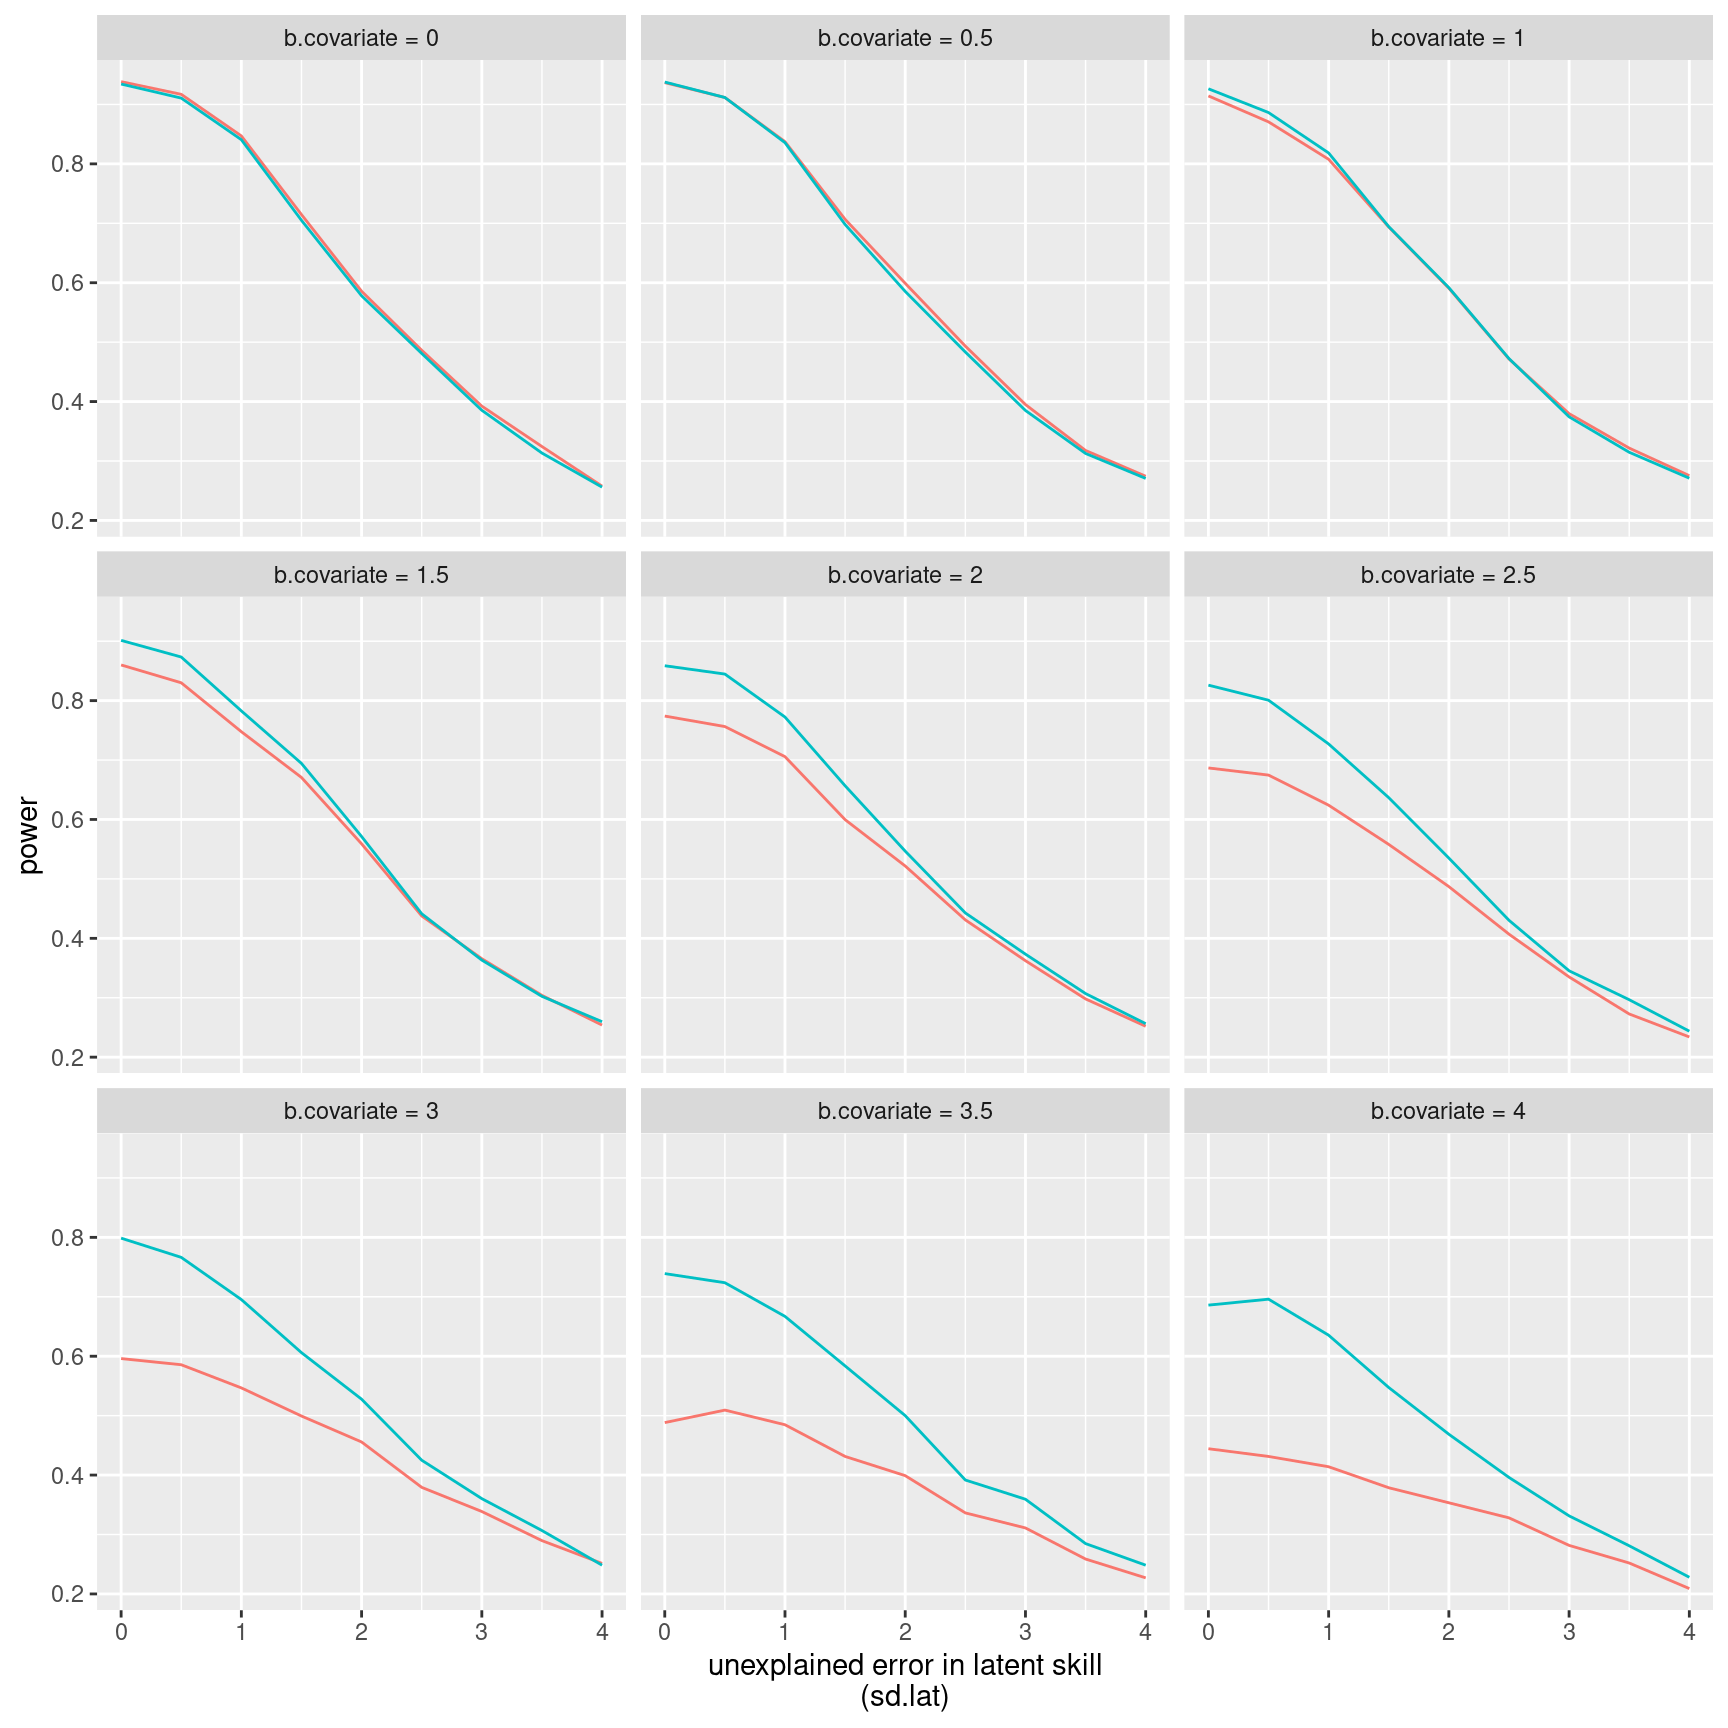 b.covariate = 0
b.covariate = 0.5
b.covariate = 1
0.8
0.6
0.4
0.2
b.covariate = 1.5
b.covariate = 2
b.covariate = 2.5
0.8
0.6
0.4
0.2
power
b.covariate = 3
b.covariate = 3.5
b.covariate = 4
0.8
0.6
0.4
0.2
0 1 2 3 4
0 1 2 3 4
0 1 2 3 4
unexplained error in latent skill
(sd.lat)